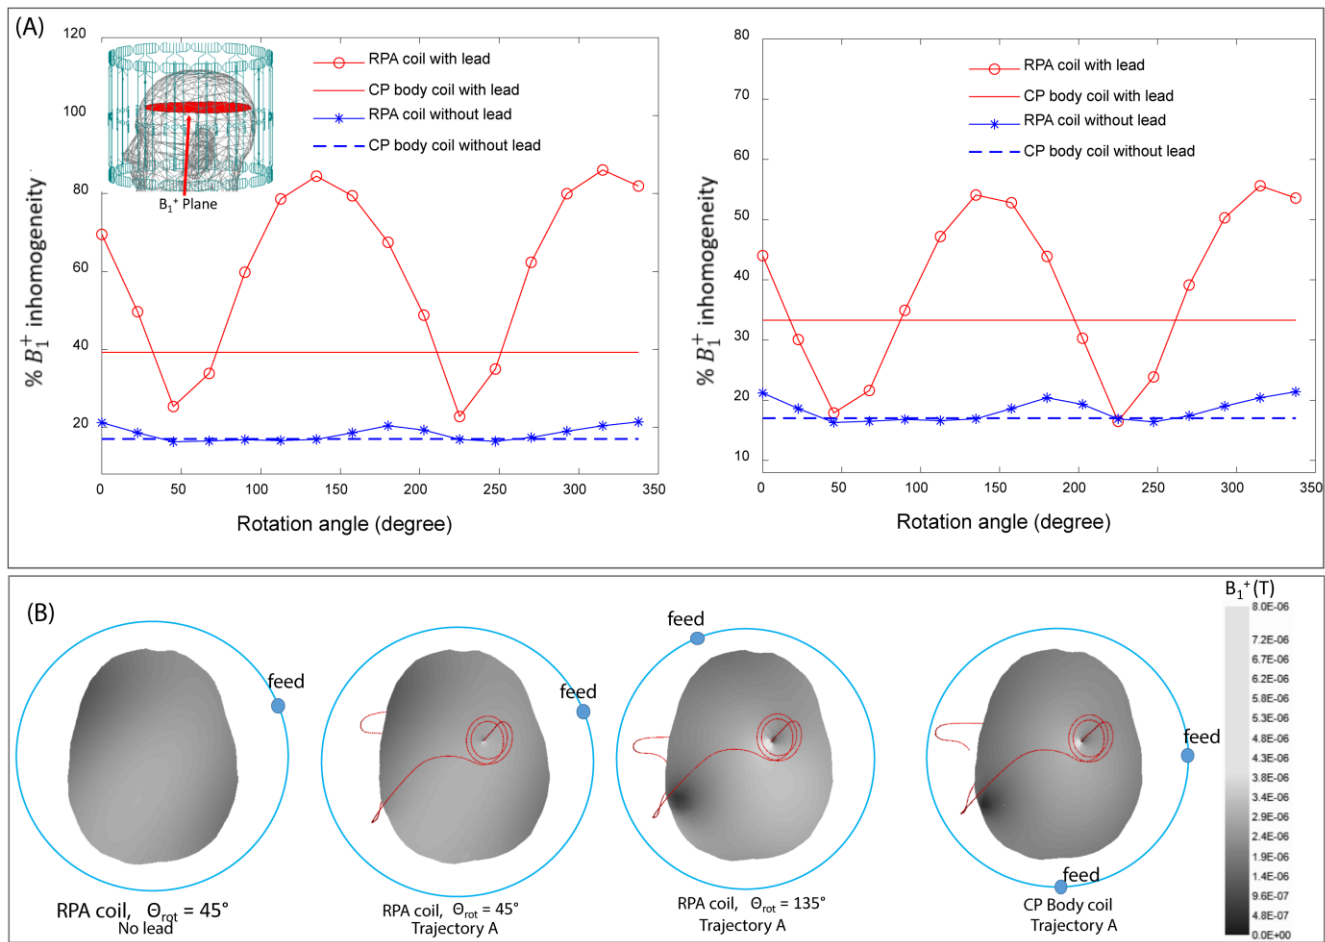 (A)
120
100
80
60
40
20
0
50
100
150
200
250
300
350
% B₁⁺ inhomogeneity
Rotation angle (degree)
RPA coil with lead
CP body coil with lead
RPA coil without lead
CP body coil without lead
B₁⁺ Plane
80
70
60
50
40
30
20
10
0
50
100
150
200
250
300
350
% B₁⁺ inhomogeneity
Rotation angle (degree)
RPA coil with lead
CP body coil with lead
RPA coil without lead
CP body coil without lead
(B)
feed
RPA coil, Θrot = 45°
No lead
feed
RPA coil, Θrot = 45°
Trajectory A
feed
RPA coil, Θrot = 135°
Trajectory A
feed
feed
CP Body coil
Trajectory A
B₁⁺ (T)
8.0E-06
7.2E-06
6.7E-06
6.2E-06
5.8E-06
5.3E-06
4.8E-06
4.3E-06
3.8E-06
3.4E-06
2.9E-06
2.4E-06
1.9E-06
1.4E-06
9.6E-07
4.8E-07
0.0E+00